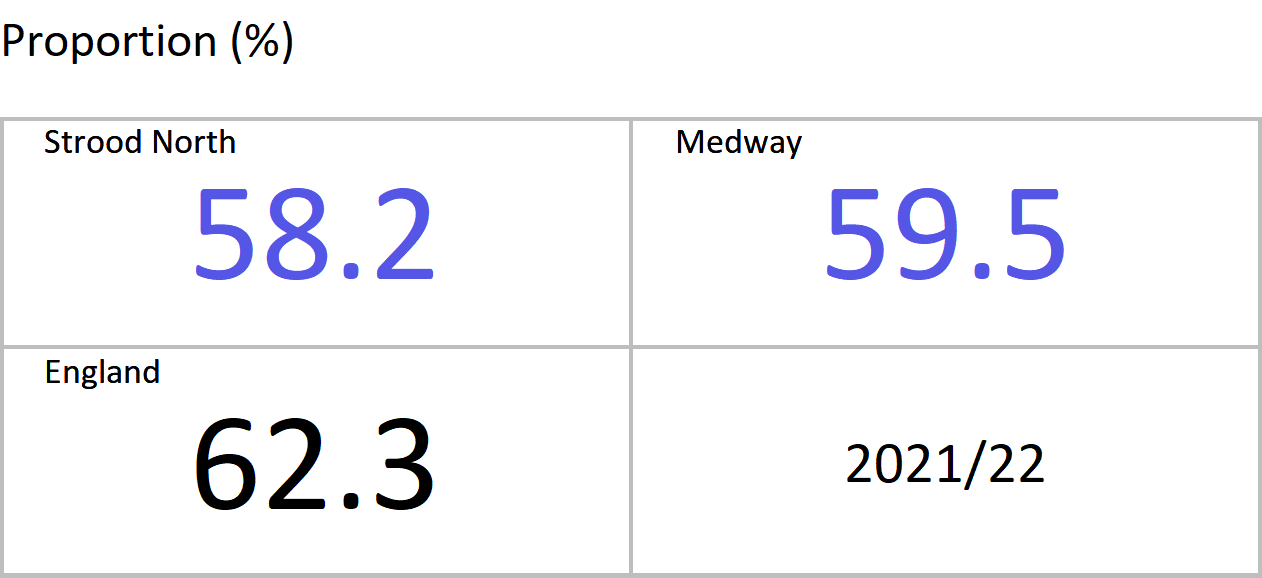 Proportion (%)
Strood North
58.2
Medway
59.5
England
62.3
2021/22